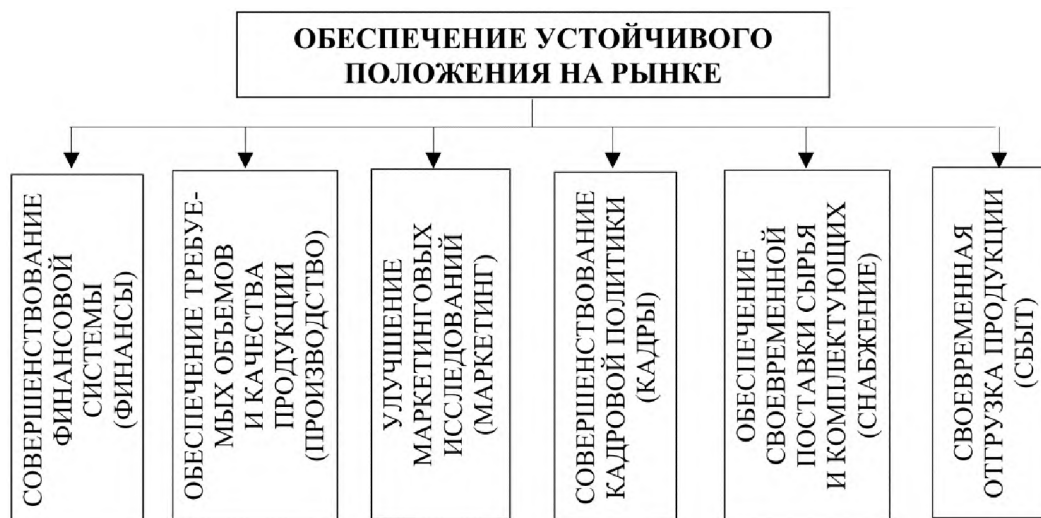 ОБЕСПЕЧЕНИЕ УСТОЙЧИВОГО
ПОЛОЖЕНИЯ НА РЫНКЕ
СОВЕРШЕНСТВОВАНИЕ
ФИНАНСОВОЙ
СИСТЕМЫ
(ФИНАНСЫ)
ОБЕСПЕЧЕНИЕ ТРЕБУЕ-
МЫХ ОБЪЕМОВ
И КАЧЕСТВА
ПРОДУКЦИИ
(ПРОИЗВОДСТВО)
УЛУЧШЕНИЕ
МАРКЕТИНГОВЫХ
ИССЛЕДОВАНИЙ
(МАРКЕТИНГ)
СОВЕРШЕНСТВОВАНИЕ
КАДРОВОЙ ПОЛИТИКИ
(КАДРЫ)
ОБЕСПЕЧЕНИЕ
СВОЕВРЕМЕННОЙ
ПОСТАВКИ СЫРЬЯ
И КОМПЛЕКТУЮЩИХ
(СНАБЖЕНИЕ)
СВОЕВРЕМЕННАЯ
ОТГРУЗКА ПРОДУКЦИИ
(СБЫТ)